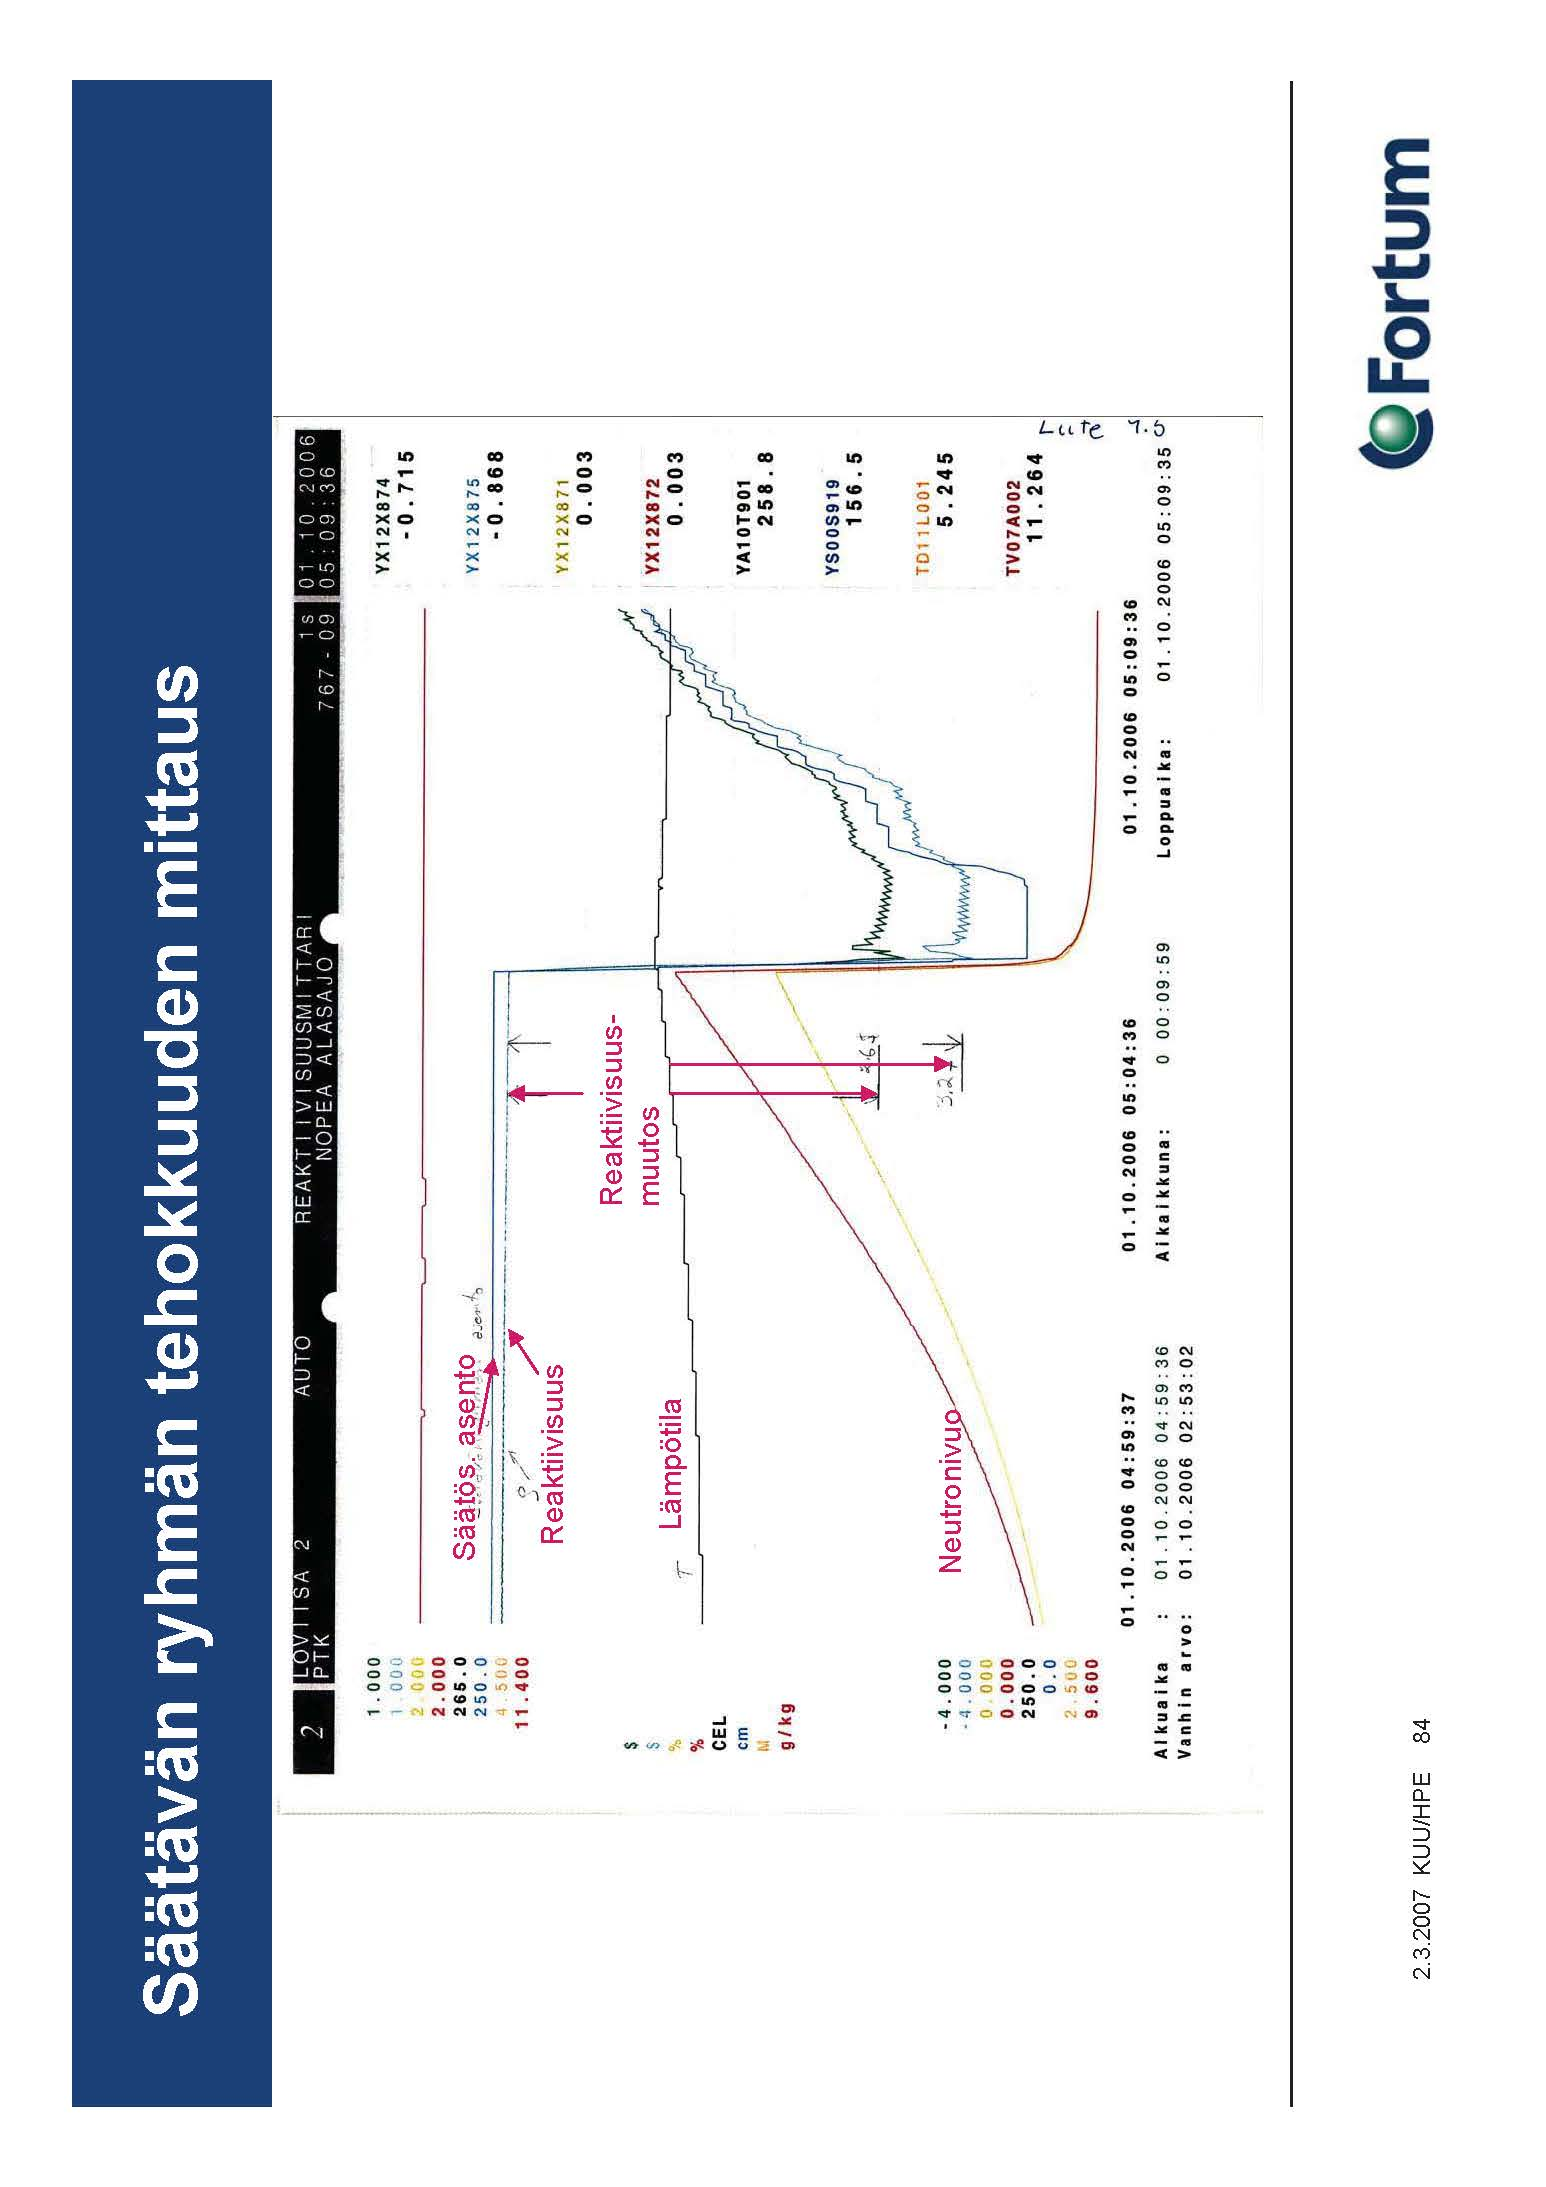 Säätävän ryhmän tehokkuuden mittaus
2 LOVIISA 2 AUTO REAKTIIVISUUSMITTARI 1s 01.10.2006
PTK NOPEA ALASAJO 767-09 05:09:36
1.000
1.000
2.000
2.000
265.0
250.0
4.500
11.400
$
$
%
%
CEL
cm
M
g/kg
-4.000
-4.000
0.000
0.000
250.0
0.0
2.500
9.600
YX12X874
-0.715
YX12X875
-0.868
YX12X871
0.003
YX12X872
0.003
YA10T901
258.8
YS00S919
156.5
TD11L001
5.245
TV07A002
11.264
Liite 7.5
asento
Säätös. asento
Reaktiivisuus
Reaktiivisuus-
muutos
T
Lämpötila
3.2
Neutronivuo
01.10.2006 04:59:37 01.10.2006 05:04:36 01.10.2006 05:09:36
Alkuaika : 01.10.2006 04:59:36 Aikaikkuna: 0 00:09:59 Loppuaika: 01.10.2006 05:09:35
Vanhin arvo: 01.10.2006 02:53:02
2.3.2007 KUU/HPE 84
Fortum